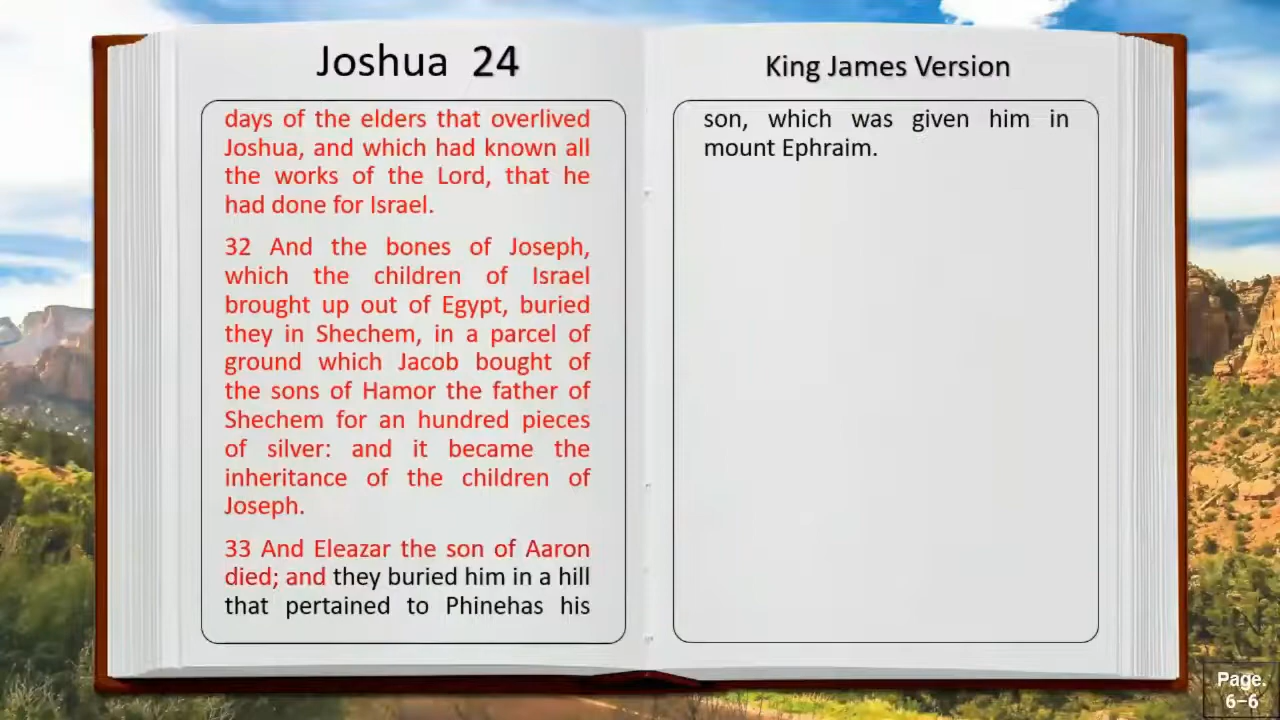 Joshua 24
days of the elders that overlived
Joshua, and which had known all
the works of the Lord, that he
had done for Israel.
32 And the bones of Joseph,
which the children of Israel
brought up out of Egypt, buried
they in Shechem, in a parcel of
ground which Jacob bought of
the sons of Hamor the father of
Shechem for an hundred pieces
of silver: and it became the
inheritance of the children of
Joseph.
33 And Eleazar the son of Aaron
died; and they buried him in a hill
that pertained to Phinehas his
King James Version
son, which was given him in
mount Ephraim.
Page.
6-6